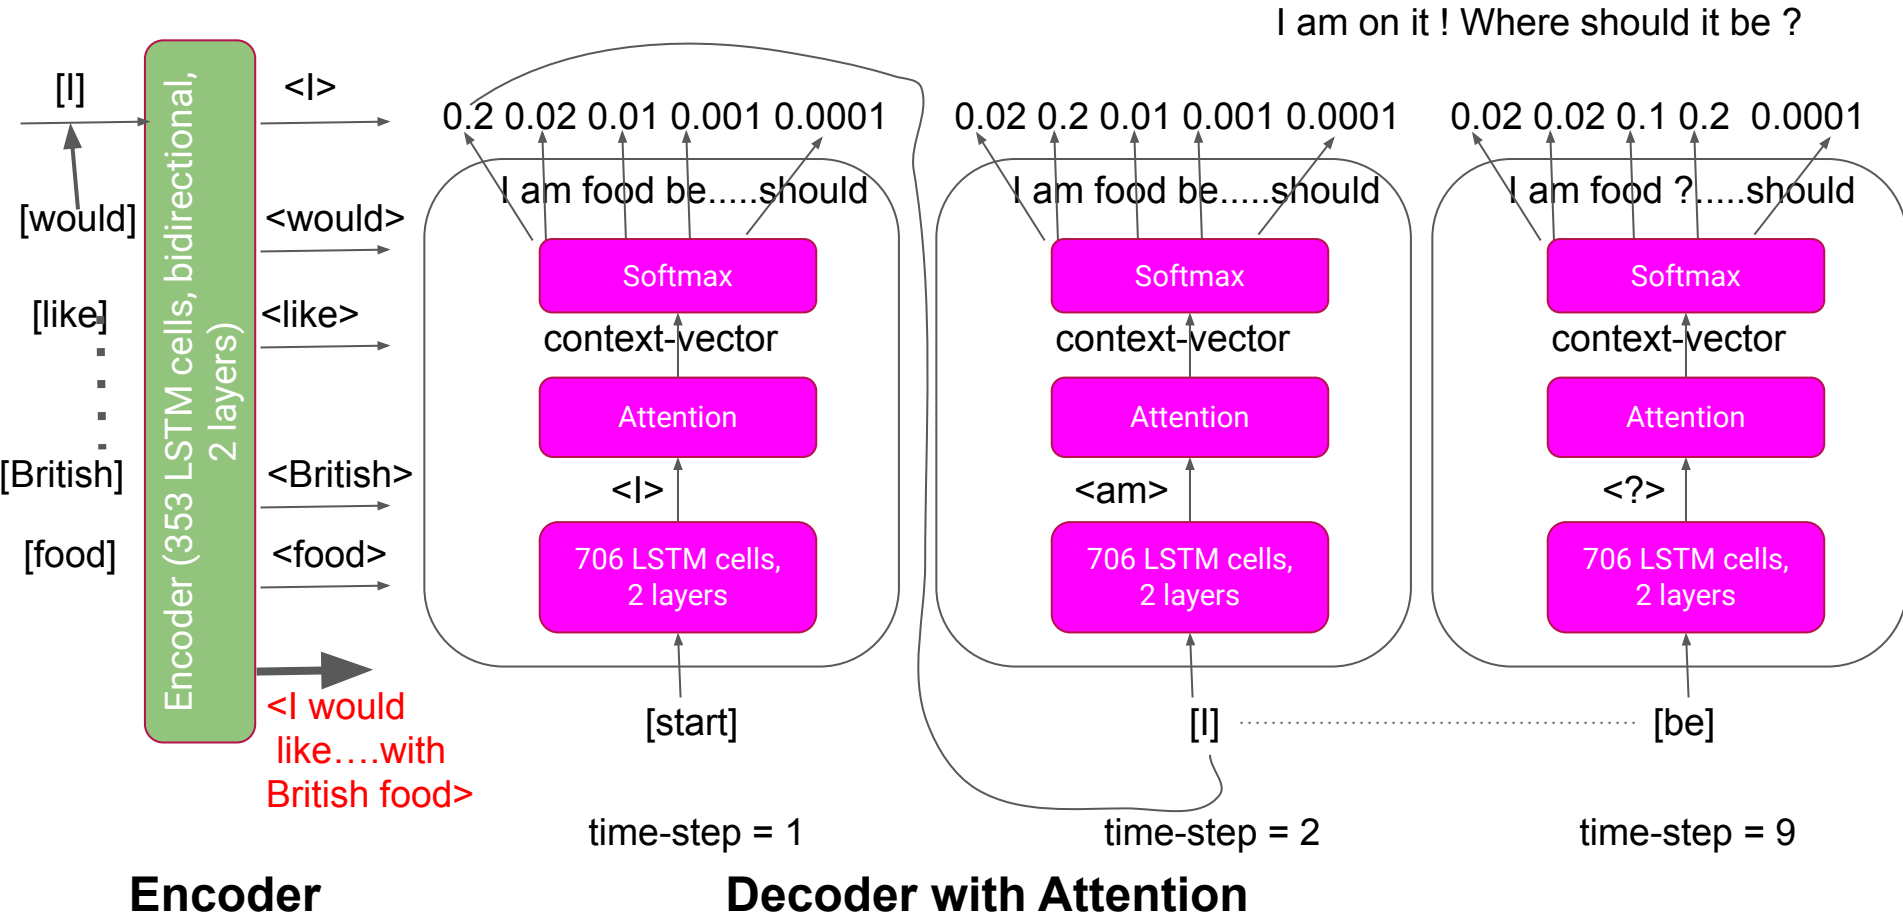 I am on it ! Where should it be ?
[I]
[would]
[like]
[British]
[food]
Encoder (353 LSTM cells, bidirectional,
2 layers)
<I>
<would>
<like>
<British>
<food>
<I would
like….with
British food>
0.2 0.02 0.01 0.001 0.0001
I am food be.....should
Softmax
context-vector
Attention
<I>
706 LSTM cells,
2 layers
[start]
time-step = 1
0.02 0.2 0.01 0.001 0.0001
I am food be.....should
Softmax
context-vector
Attention
<am>
706 LSTM cells,
2 layers
[I]
time-step = 2
0.02 0.02 0.1 0.2 0.0001
I am food ?......should
Softmax
context-vector
Attention
<?>
706 LSTM cells,
2 layers
[be]
time-step = 9
Encoder
Decoder with Attention